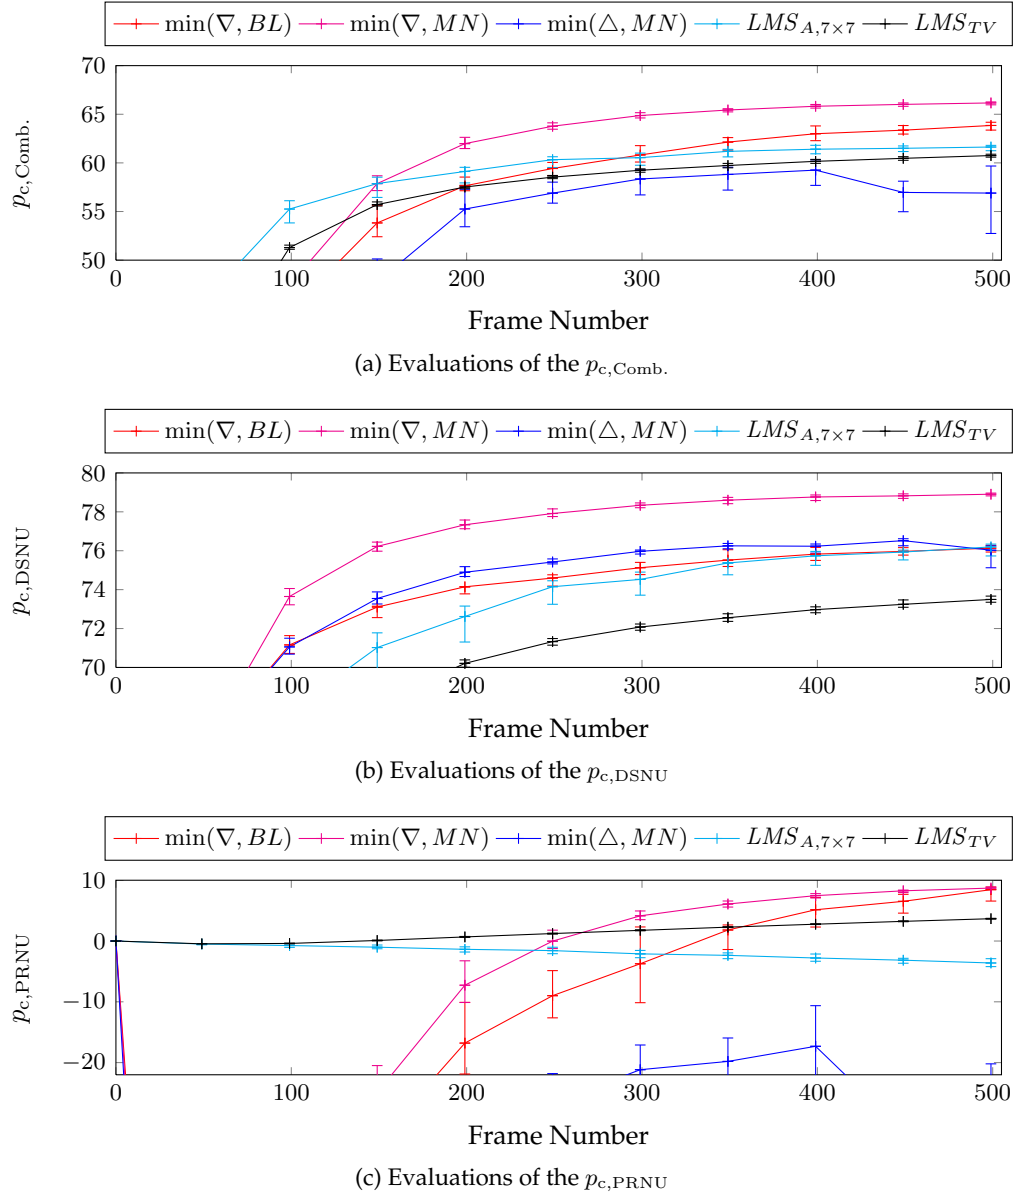 min(∇, BL) min(∇, MN) min(△, MN) LMS_{A,7×7} LMS_{TV}
70
65
60
55
50
p_{c,Comb.}
0 100 200 300 400 500
Frame Number
(a) Evaluations of the p_{c,Comb.}
min(∇, BL) min(∇, MN) min(△, MN) LMS_{A,7×7} LMS_{TV}
80
78
76
74
72
70
p_{c,DSNU}
0 100 200 300 400 500
Frame Number
(b) Evaluations of the p_{c,DSNU}
min(∇, BL) min(∇, MN) min(△, MN) LMS_{A,7×7} LMS_{TV}
10
0
−10
−20
p_{c,PRNU}
0 100 200 300 400 500
Frame Number
(c) Evaluations of the p_{c,PRNU}